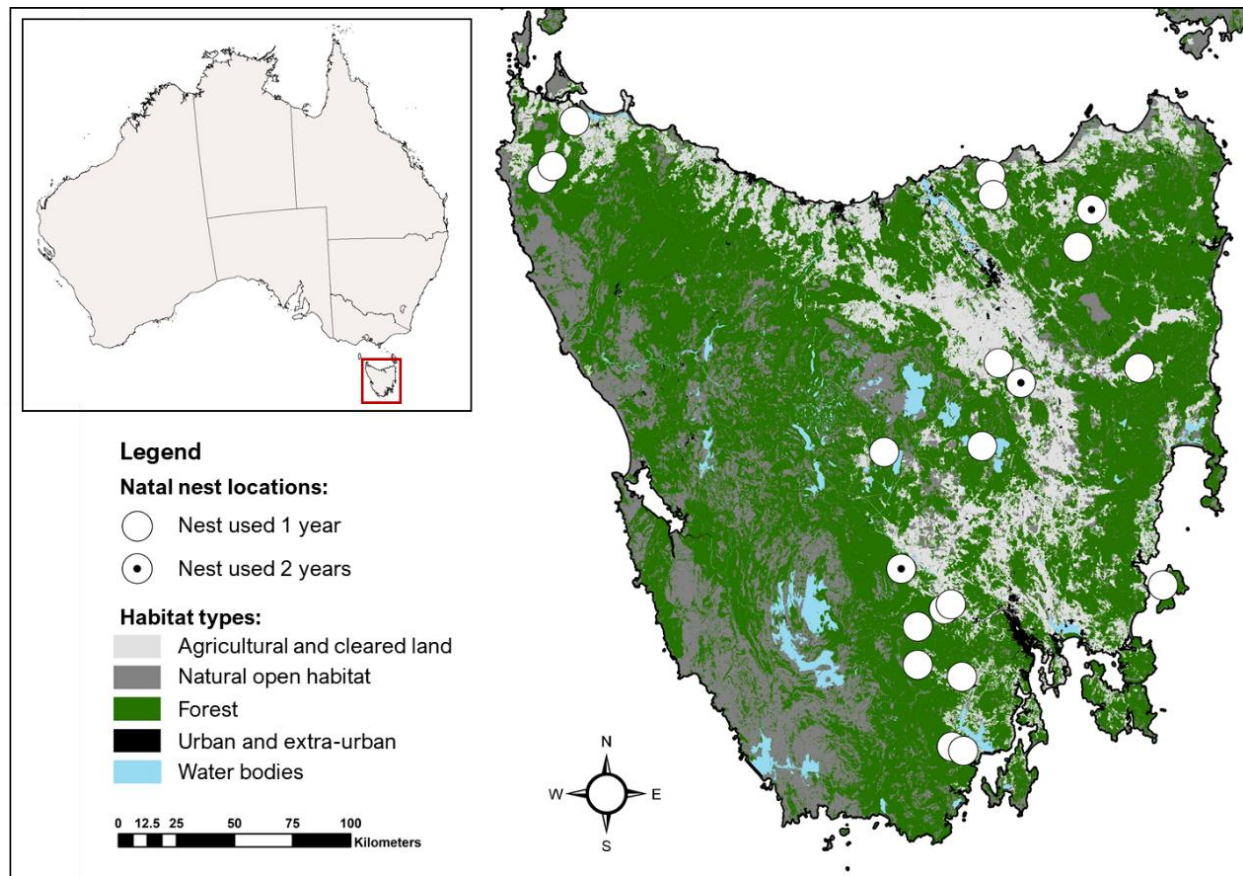 Legend
Natal nest locations:
Nest used 1 year
Nest used 2 years
Habitat types:
Agricultural and cleared land
Natural open habitat
Forest
Urban and extra-urban
Water bodies
0 12.5 25 50 75 100
Kilometers
N
W E
S